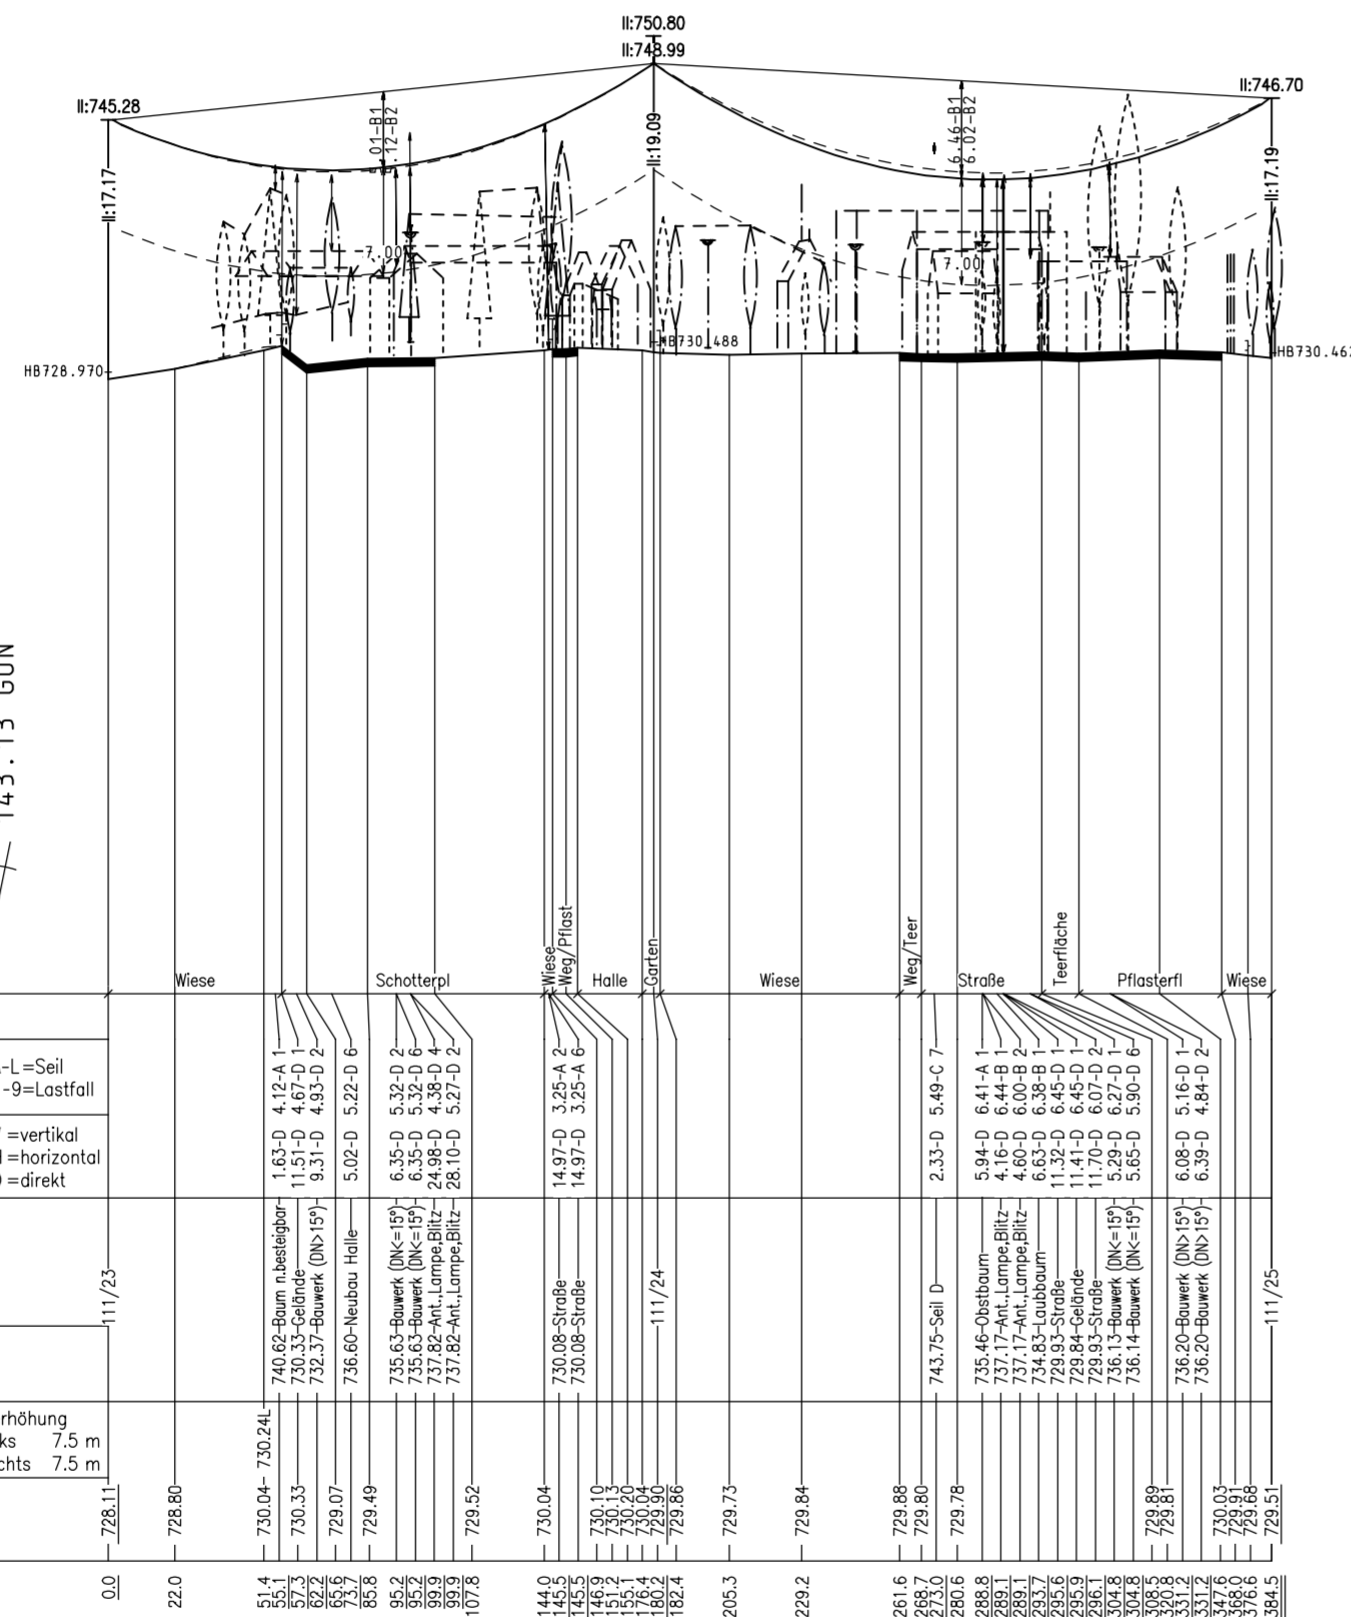 II:750.80
II:748.99
II:745.28
II:746.70
II:17.17
01-B1
.12-B2
II:19.09
6.46-B1
6.02-B2
II:17.19
7.00
7.00
HB728.970
HB730.488
HB730.46
143.13 GON
Wiese
Schotterpl
Wiese
Weg/Pflast
Halle
Garten
Wiese
Weg/Teer
Straße
Teerfläche
Pflasterfl
Wiese
-L=Seil
-9=Lastfall
=vertikal
=horizontal
=direkt
1.63-D 4.12-A 1
11.51-D 4.67-D 1
9.31-D 4.93-D 2
5.02-D 5.22-D 6
6.35-D 5.32-D 2
6.35-D 5.32-D 6
24.98-D 4.38-D 4
28.10-D 5.27-D 2
14.97-D 3.25-A 2
14.97-D 3.25-A 6
2.33-D 5.49-C 7
5.94-D 6.41-A 1
4.16-D 6.44-B 1
4.60-D 6.00-B 2
6.63-D 6.38-B 1
11.32-D 6.45-D 1
11.41-D 6.45-D 1
11.70-D 6.07-D 2
5.29-D 6.27-D 1
5.65-D 5.90-D 6
6.08-D 5.16-D 1
6.39-D 4.84-D 2
111/23
740.62-Baum n.besteigbar
730.33-Gelände
732.37-Bauwerk (DN>15°)
736.60-Neubau Halle
735.63-Bauwerk (DN<=15°)
735.63-Bauwerk (DN<=15°)
737.82-Ant.,Lampe,Blitz
737.82-Ant.,Lampe,Blitz
730.08-Straße
730.08-Straße
111/24
743.75-Seil D
735.46-Obstbaum
737.17-Ant.,Lampe,Blitz
737.17-Ant.,Lampe,Blitz
734.83-Laubbaum
729.93-Straße
729.84-Gelände
729.93-Straße
736.13-Bauwerk (DN<=15°)
736.14-Bauwerk (DN<=15°)
736.20-Bauwerk (DN>15°)
736.20-Bauwerk (DN>15°)
111/25
rhöhung
ks 7.5 m
chts 7.5 m
728.11
728.80
730.04- 730.24L
730.33
729.07
729.49
729.52
730.04
730.10
730.13
730.20
730.04
729.90
729.86
729.73
729.84
729.88
729.80
729.78
729.89
729.81
730.03
729.91
729.68
729.51
0.0
22.0
51.4
55.1
57.3
62.2
65.6
73.7
85.8
95.2
95.2
99.9
99.9
107.8
144.0
145.5
145.5
146.9
151.2
155.1
176.4
180.2
182.4
205.3
229.2
261.6
268.7
273.0
280.6
288.8
289.1
289.1
293.7
295.6
295.9
296.1
304.8
304.8
308.5
320.8
331.2
331.2
347.6
368.0
376.6
384.5